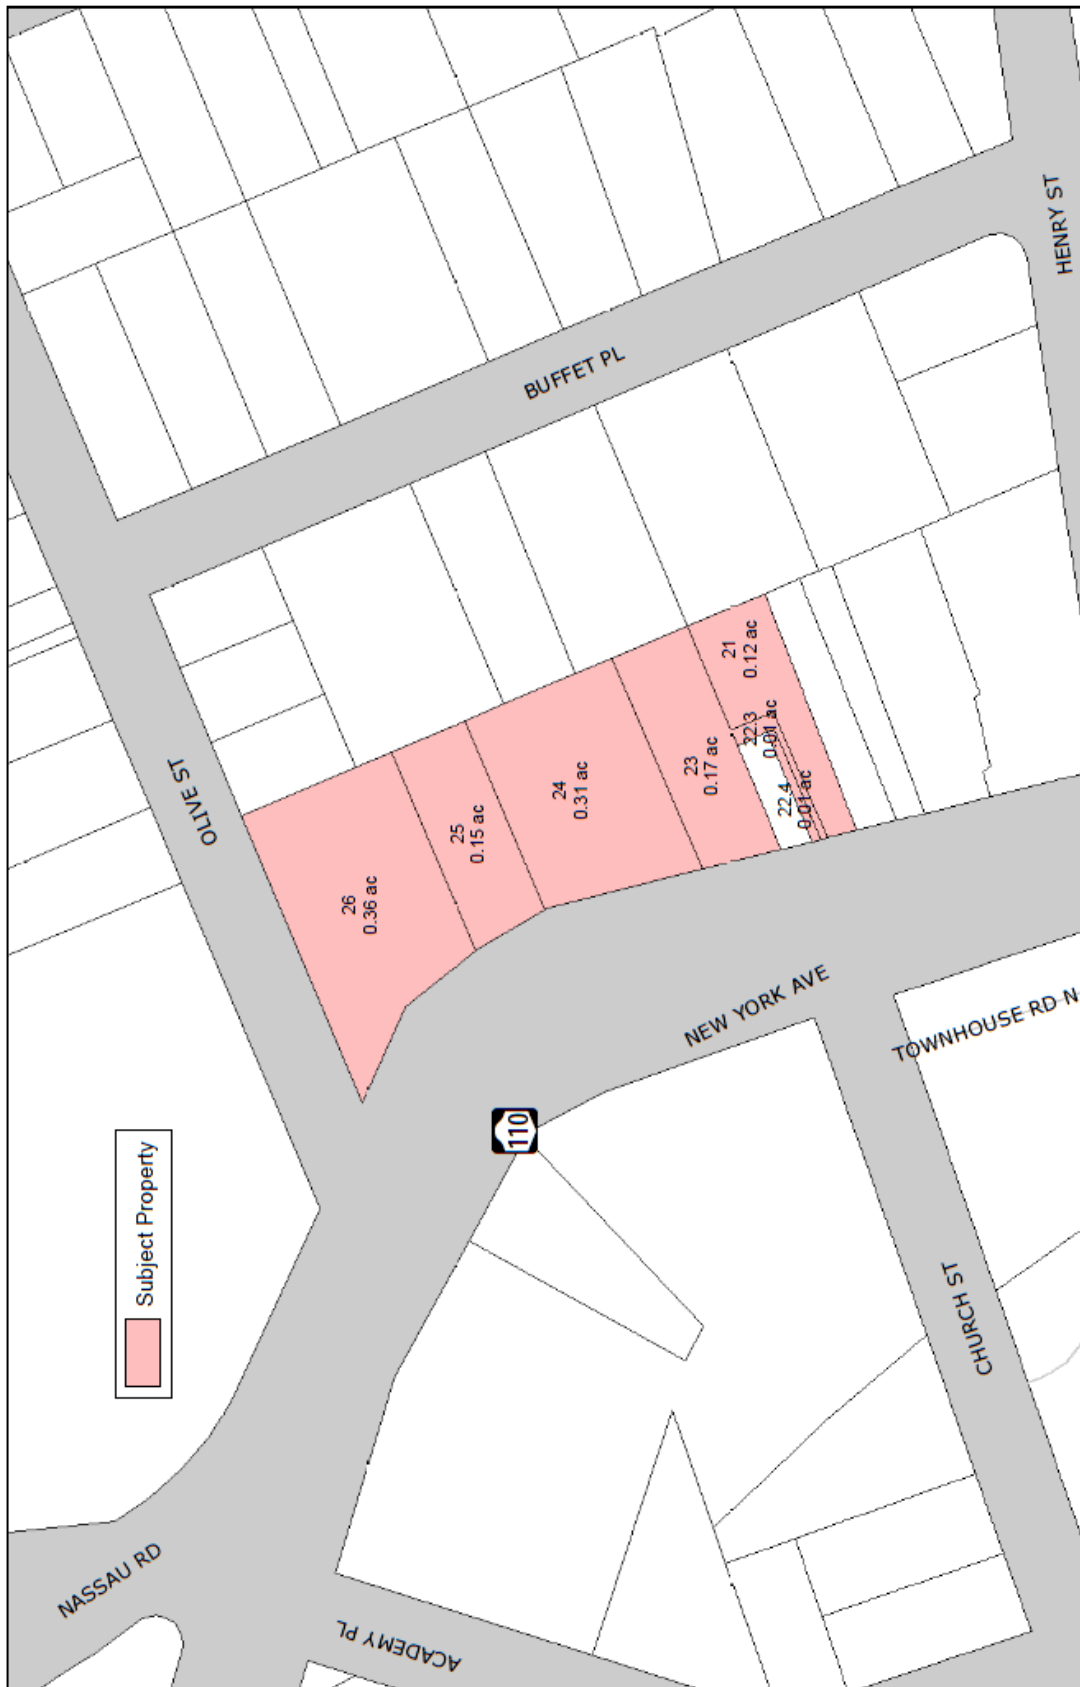 Subject Property
NASSAU RD
ACADEMY PL
OLIVE ST
BUFFET PL
HENRY ST
26
0.36 ac
25
0.15 ac
24
0.31 ac
23
0.17 ac
21
0.12 ac
22.3
0.01 ac
22.4
0.01 ac
110
NEW YORK AVE
TOWNHOUSE RD N
CHURCH ST